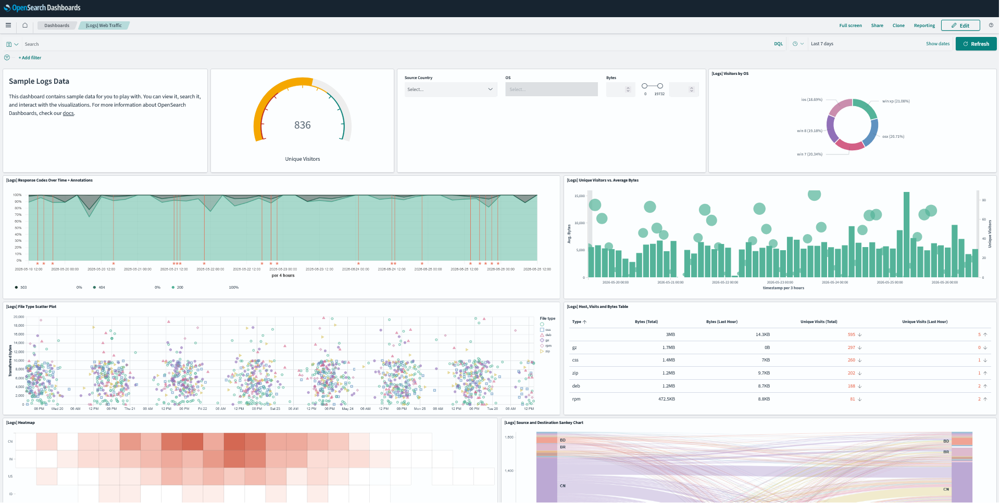 OpenSearch Dashboards
Dashboards
[Logs] Web Traffic
Full screen
Share
Clone
Reporting
Edit
Search
DQL
Last 7 days
Show dates
Refresh
+ Add filter
Sample Logs Data
This dashboard contains sample data for you to play with. You can view it, search it,
and interact with the visualizations. For more information about OpenSearch
Dashboards, check our docs.
836
Unique Visitors
Source Country
Select...
OS
Select...
Bytes
0
19732
[Logs] Visitors by OS
ios (18.69%)
win xp (21.08%)
win 8 (19.18%)
osx (20.71%)
win 7 (20.34%)
[Logs] Response Codes Over Time + Annotations
100%
90%
80%
70%
60%
50%
40%
30%
20%
10%
0%
2026-05-19 12:00 2026-05-20 00:00 2026-05-20 12:00 2026-05-21 00:00 2026-05-21 12:00 2026-05-22 00:00 2026-05-22 12:00 2026-05-23 00:00 2026-05-23 12:00 2026-05-24 00:00 2026-05-24 12:00 2026-05-25 00:00 2026-05-25 12:00 2026-05-26 00:00 2026-05-26 12:00
per 4 hours
503 0% 404 0% 200 100%
[Logs] Unique Visitors vs. Average Bytes
15,000
10,000
5,000
0
Avg. Bytes
80
60
40
20
0
Unique Visitors
2026-05-20 00:00 2026-05-21 00:00 2026-05-22 00:00 2026-05-23 00:00 2026-05-24 00:00 2026-05-25 00:00 2026-05-26 00:00
timestamp per 3 hours
[Logs] File Type Scatter Plot
20,000
18,000
16,000
14,000
12,000
10,000
8,000
6,000
4,000
2,000
0
Transferred bytes
06 PM Wed 20 06 AM 12 PM 06 PM Thu 21 06 AM 12 PM 06 PM Fri 22 06 AM 12 PM 06 PM Sat 23 06 AM 12 PM 06 PM May 24 06 AM 12 PM 06 PM Mon 25 06 AM 12 PM 06 PM Tue 26 06 AM 12 PM
File type
css
deb
gz
rpm
zip
[Logs] Host, Visits and Bytes Table
Type ↑ Bytes (Total) Bytes (Last Hour) Unique Visits (Total) Unique Visits (Last Hour)
3MB 14.3KB 595 ↓ 5 ↑
gz 1.7MB 0B 297 ↓ 0 ↓
css 1.4MB 7KB 260 ↓ 1 ↓
zip 1.2MB 9.7KB 202 ↓ 1 ↑
deb 1.2MB 8.7KB 188 ↓ 2 ↑
rpm 472.5KB 8.8KB 81 ↓ 2 ↑
[Logs] Heatmap
CN
IN
US
ID
[Logs] Source and Destination Sankey Chart
1,600
1,400
BD
BR
CN
BD
BR
CN